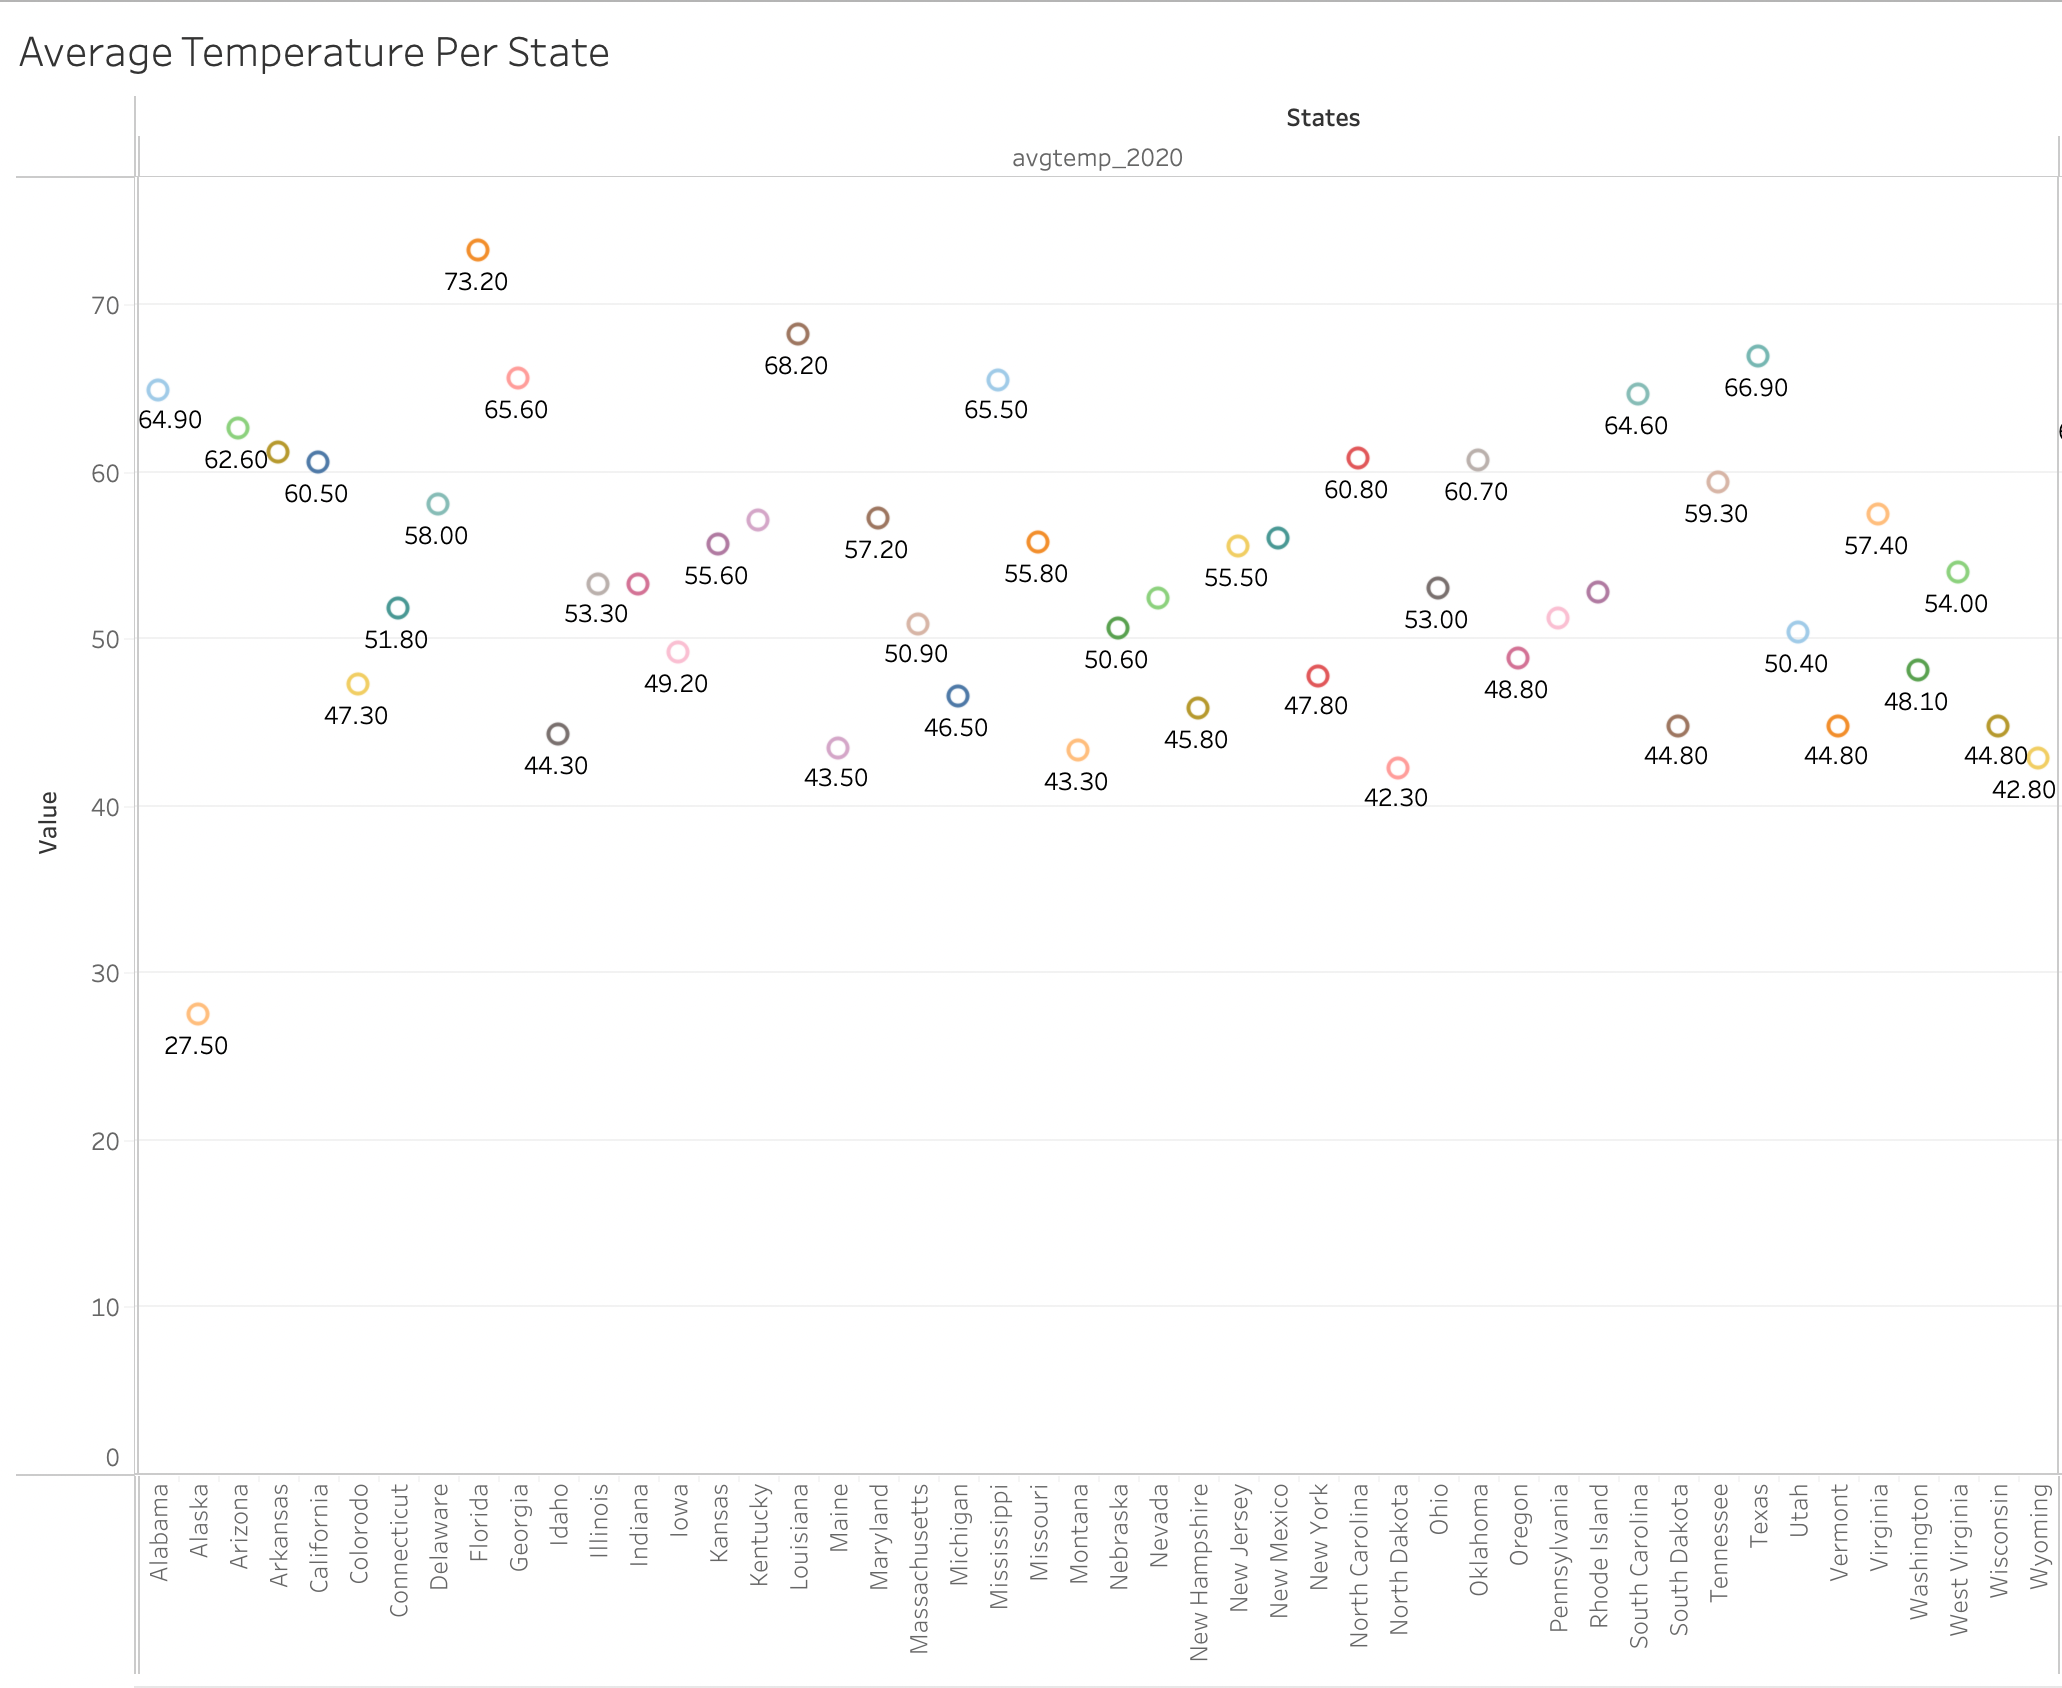 Average Temperature Per State
States
avgtemp_2020
73.20
70
68.20
66.90
65.60
65.50
64.90
64.60
62.60
60.50
60.80
60.70
60
59.30
58.00
57.20
57.40
55.60
55.80
55.50
54.00
53.30
53.00
51.80
50.90
50.60
50.40
50
49.20
48.80
48.10
47.30
47.80
46.50
45.80
44.30
44.80
44.80
44.80
43.50
43.30
42.80
42.30
40
Value
30
27.50
20
10
0
Alabama
Alaska
Arizona
Arkansas
California
Colorodo
Connecticut
Delaware
Florida
Georgia
Idaho
Illinois
Indiana
Iowa
Kansas
Kentucky
Louisiana
Maine
Maryland
Massachusetts
Michigan
Mississippi
Missouri
Montana
Nebraska
Nevada
New Hampshire
New Jersey
New Mexico
New York
North Carolina
North Dakota
Ohio
Oklahoma
Oregon
Pennsylvania
Rhode Island
South Carolina
South Dakota
Tennessee
Texas
Utah
Vermont
Virginia
Washington
West Virginia
Wisconsin
Wyoming